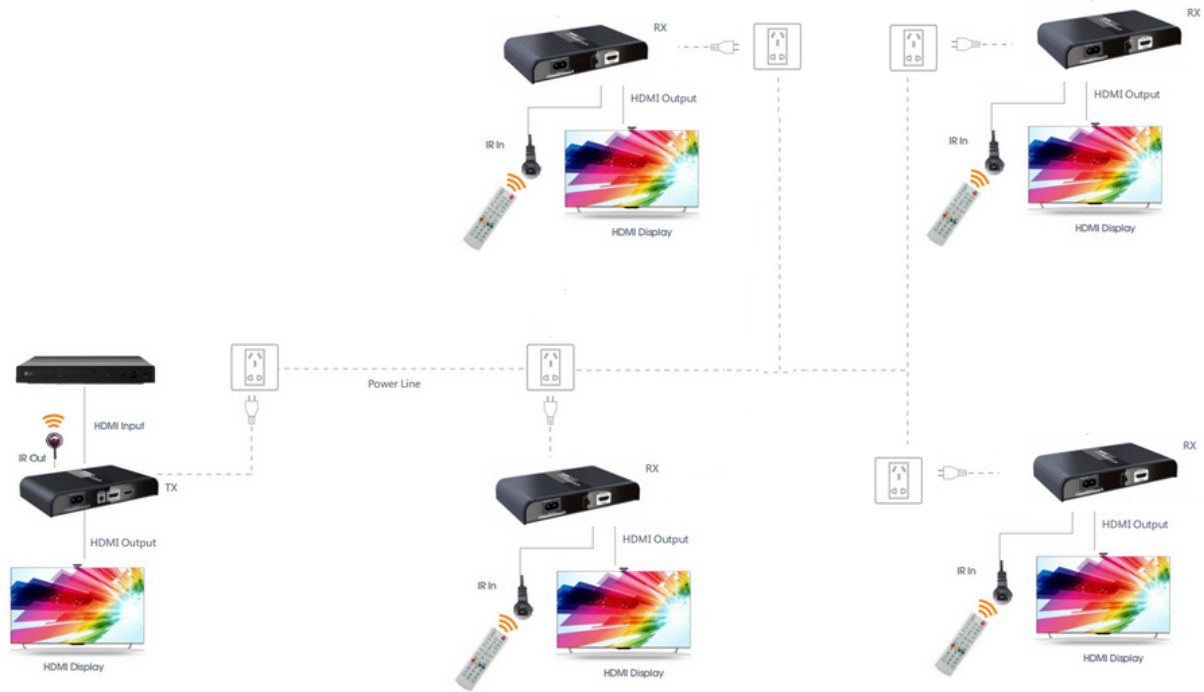 RX
HDMI Output
IR In
HDMI Display
RX
HDMI Output
IR In
HDMI Display
HDMI Input
IR Out
TX
HDMI Output
HDMI Display
Power Line
RX
HDMI Output
IR In
HDMI Display
RX
HDMI Output
IR In
HDMI Display